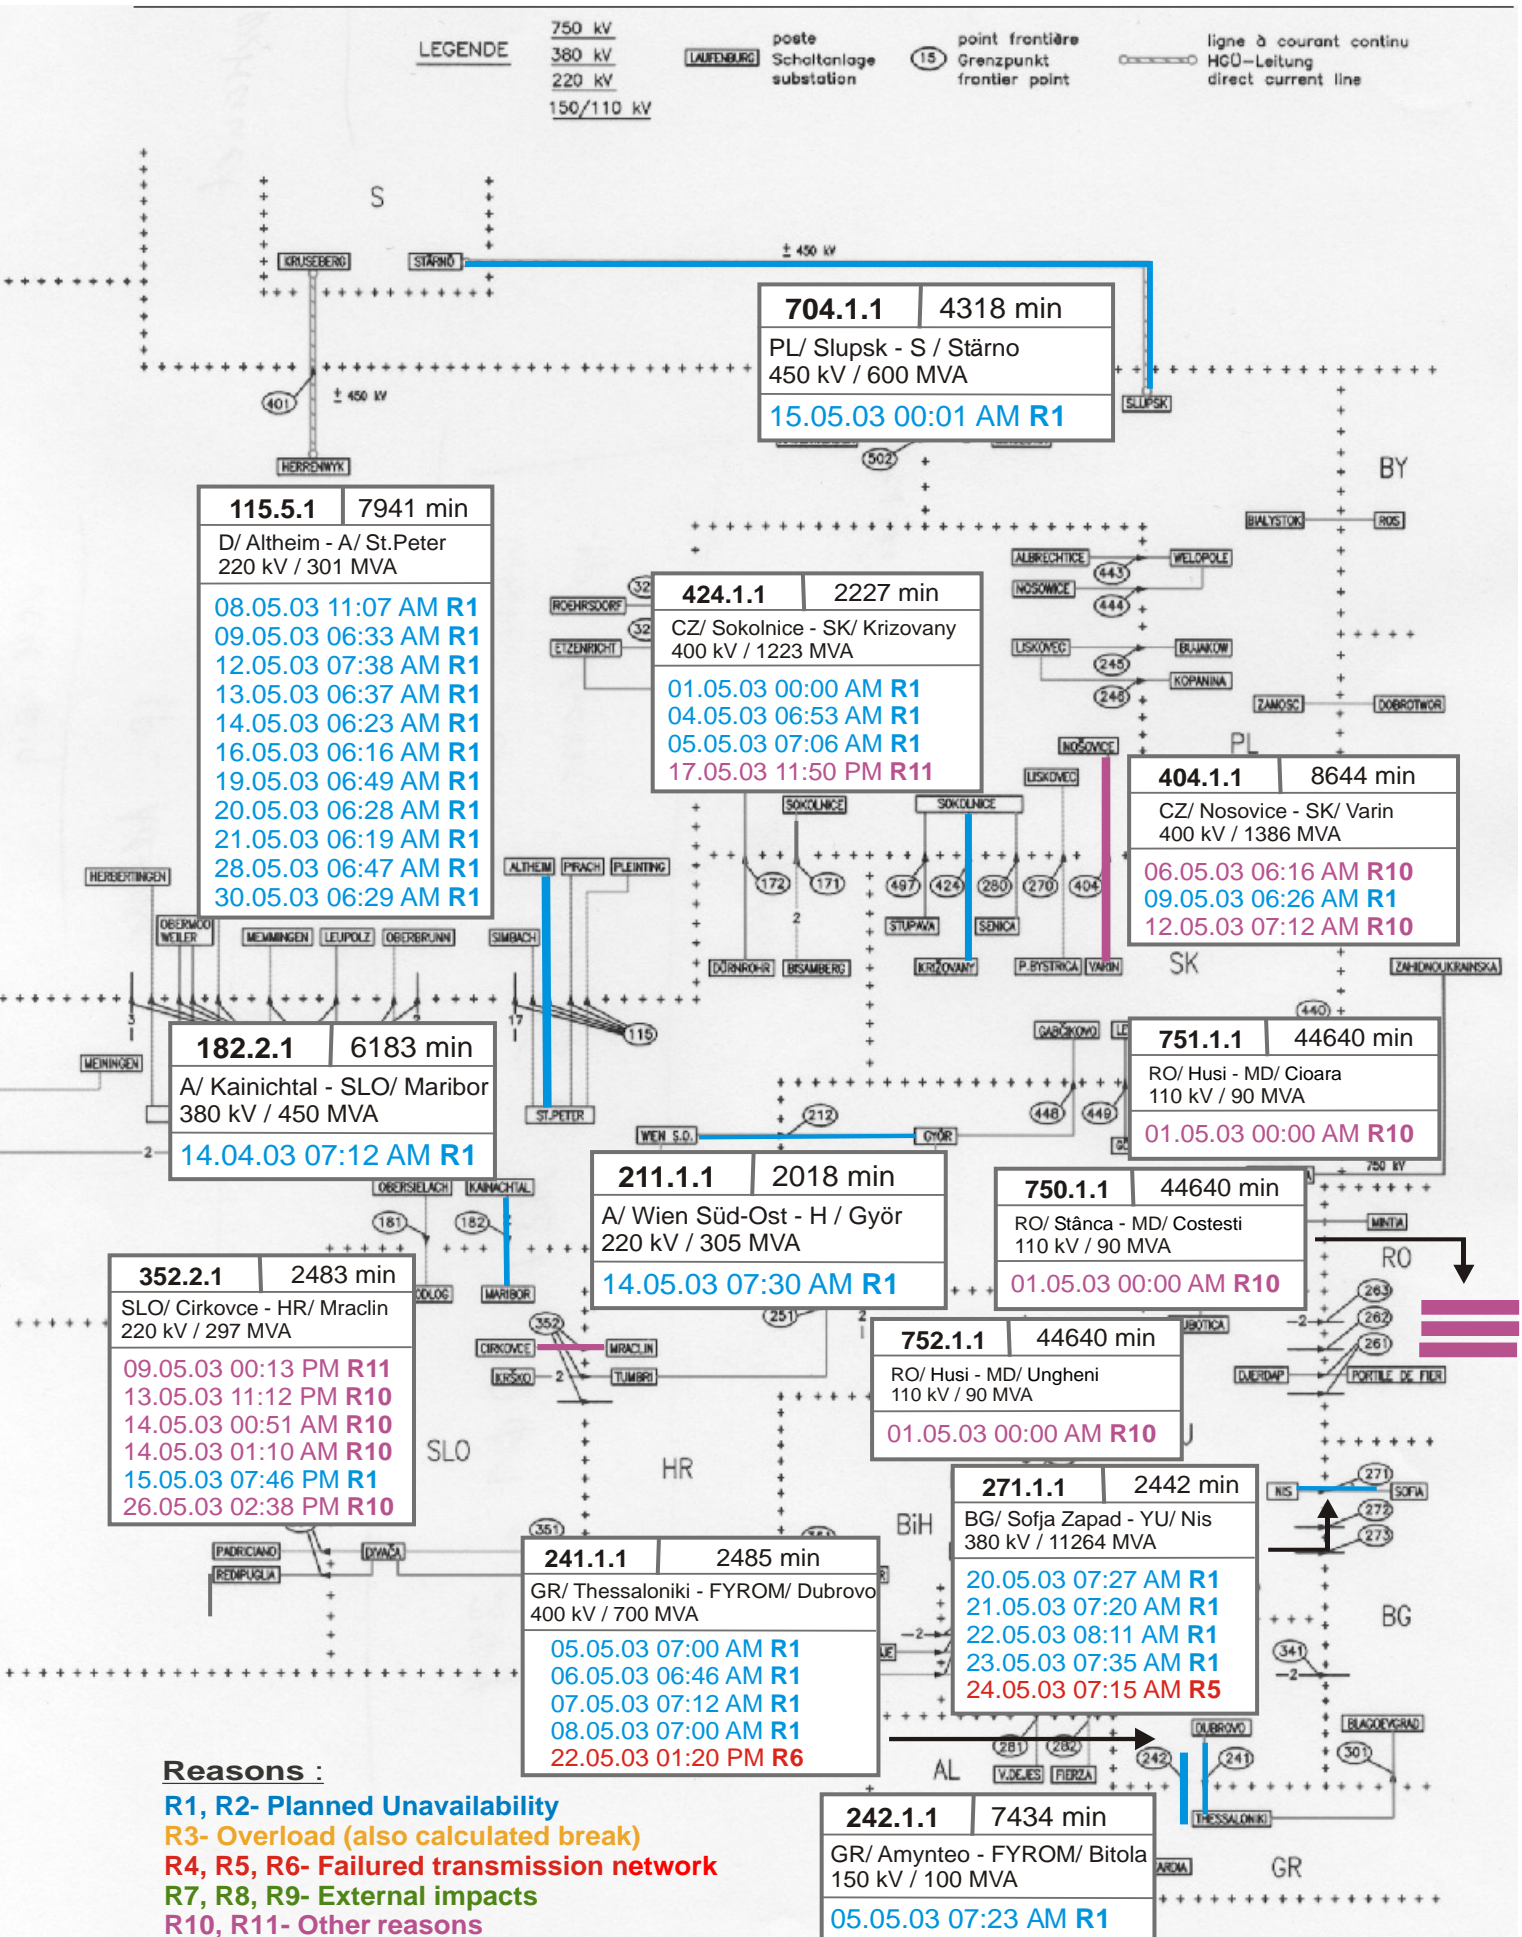 LEGENDE
750 kV
380 kV
220 kV
150/110 kV
LAUFENBURG
poste
Schaltanlage
substation
15
point frontière
Grenzpunkt
frontier point
ligne à courant continu
HGÜ-Leitung
direct current line
S
KRUSEBERG
STÄRNÖ
± 450 kV
704.1.1 4318 min
PL/ Slupsk - S / Stärno
450 kV / 600 MVA
15.05.03 00:01 AM R1
401
± 450 kV
SLUPSK
HERRENWYK
502
BY
115.5.1 7941 min
D/ Altheim - A/ St.Peter
220 kV / 301 MVA
08.05.03 11:07 AM R1
09.05.03 06:33 AM R1
12.05.03 07:38 AM R1
13.05.03 06:37 AM R1
14.05.03 06:23 AM R1
16.05.03 06:16 AM R1
19.05.03 06:49 AM R1
20.05.03 06:28 AM R1
21.05.03 06:19 AM R1
28.05.03 06:47 AM R1
30.05.03 06:29 AM R1
BIALYSTOK
ROS
ALBRECHTICE
443
WIELOPOLE
NOSOWICE
444
ROEHRSDORF
ETZENRICHT
424.1.1 2227 min
CZ/ Sokolnice - SK/ Krizovany
400 kV / 1223 MVA
01.05.03 00:00 AM R1
04.05.03 06:53 AM R1
05.05.03 07:06 AM R1
17.05.03 11:50 PM R11
LISKOVEC
245
BUJAKOW
246
KOPANINA
ZAMOSC
DOBROTWOR
PL
NOŠOVICE
LISKOVEC
404.1.1 8644 min
CZ/ Nosovice - SK/ Varin
400 kV / 1386 MVA
06.05.03 06:16 AM R10
09.05.03 06:26 AM R1
12.05.03 07:12 AM R10
SOKOLNICE
SOKOLNICE
HERBERTINGEN
ALTHEIM
PIRACH
PLEINTING
172
171
497
424
280
270
404
2
STUPAVA
SENICA
OBERMOO
WEILER
MEMMINGEN
LEUPOLZ
OBERBRUNN
SIMBACH
DÜRNROHR
BISAMBERG
KRIŽOVANY
P.BYSTRICA
VARIN
SK
ZAHIDNOUKRAINSKA
3
17
115
440
182.2.1 6183 min
A/ Kainichtal - SLO/ Maribor
380 kV / 450 MVA
14.04.03 07:12 AM R1
MEININGEN
GABČIKOVO
751.1.1 44640 min
RO/ Husi - MD/ Cioara
110 kV / 90 MVA
01.05.03 00:00 AM R10
ST.PETER
212
448
449
WIEN S.O.
GYÖR
2
750 kV
211.1.1 2018 min
A/ Wien Süd-Ost - H / Györ
220 kV / 305 MVA
14.05.03 07:30 AM R1
750.1.1 44640 min
RO/ Stânca - MD/ Costesti
110 kV / 90 MVA
01.05.03 00:00 AM R10
OBERSIELACH
KAINACHTAL
181
182
MINTIA
RO
352.2.1 2483 min
SLO/ Cirkovce - HR/ Mraclin
220 kV / 297 MVA
09.05.03 00:13 PM R11
13.05.03 11:12 PM R10
14.05.03 00:51 AM R10
14.05.03 01:10 AM R10
15.05.03 07:46 PM R1
26.05.03 02:38 PM R10
MARIBOR
251
2
263
2
262
261
752.1.1 44640 min
RO/ Husi - MD/ Ungheni
110 kV / 90 MVA
01.05.03 00:00 AM R10
352
CIRKOVCE
MRACLIN
KRŠKO
2
TUMBRI
DJERDAP
PORTILE DE FIER
SLO
HR
271.1.1 2442 min
BG/ Sofja Zapad - YU/ Nis
380 kV / 11264 MVA
20.05.03 07:27 AM R1
21.05.03 07:20 AM R1
22.05.03 08:11 AM R1
23.05.03 07:35 AM R1
24.05.03 07:15 AM R5
NIS
271
SOFIA
272
273
BiH
351
PADRICIANO
DIVAČA
REDIPUGLIA
241.1.1 2485 min
GR/ Thessaloniki - FYROM/ Dubrovo
400 kV / 700 MVA
05.05.03 07:00 AM R1
06.05.03 06:46 AM R1
07.05.03 07:12 AM R1
08.05.03 07:00 AM R1
22.05.03 01:20 PM R6
2
BG
341
2
281
282
DUBROVO
BLAGOEVGRAD
242
241
301
AL
V.DEJES
FIERZA
THESSALONIKI
242.1.1 7434 min
GR/ Amynteo - FYROM/ Bitola
150 kV / 100 MVA
05.05.03 07:23 AM R1
GR
Reasons :
R1, R2- Planned Unavailability
R3- Overload (also calculated break)
R4, R5, R6- Failured transmission network
R7, R8, R9- External impacts
R10, R11- Other reasons